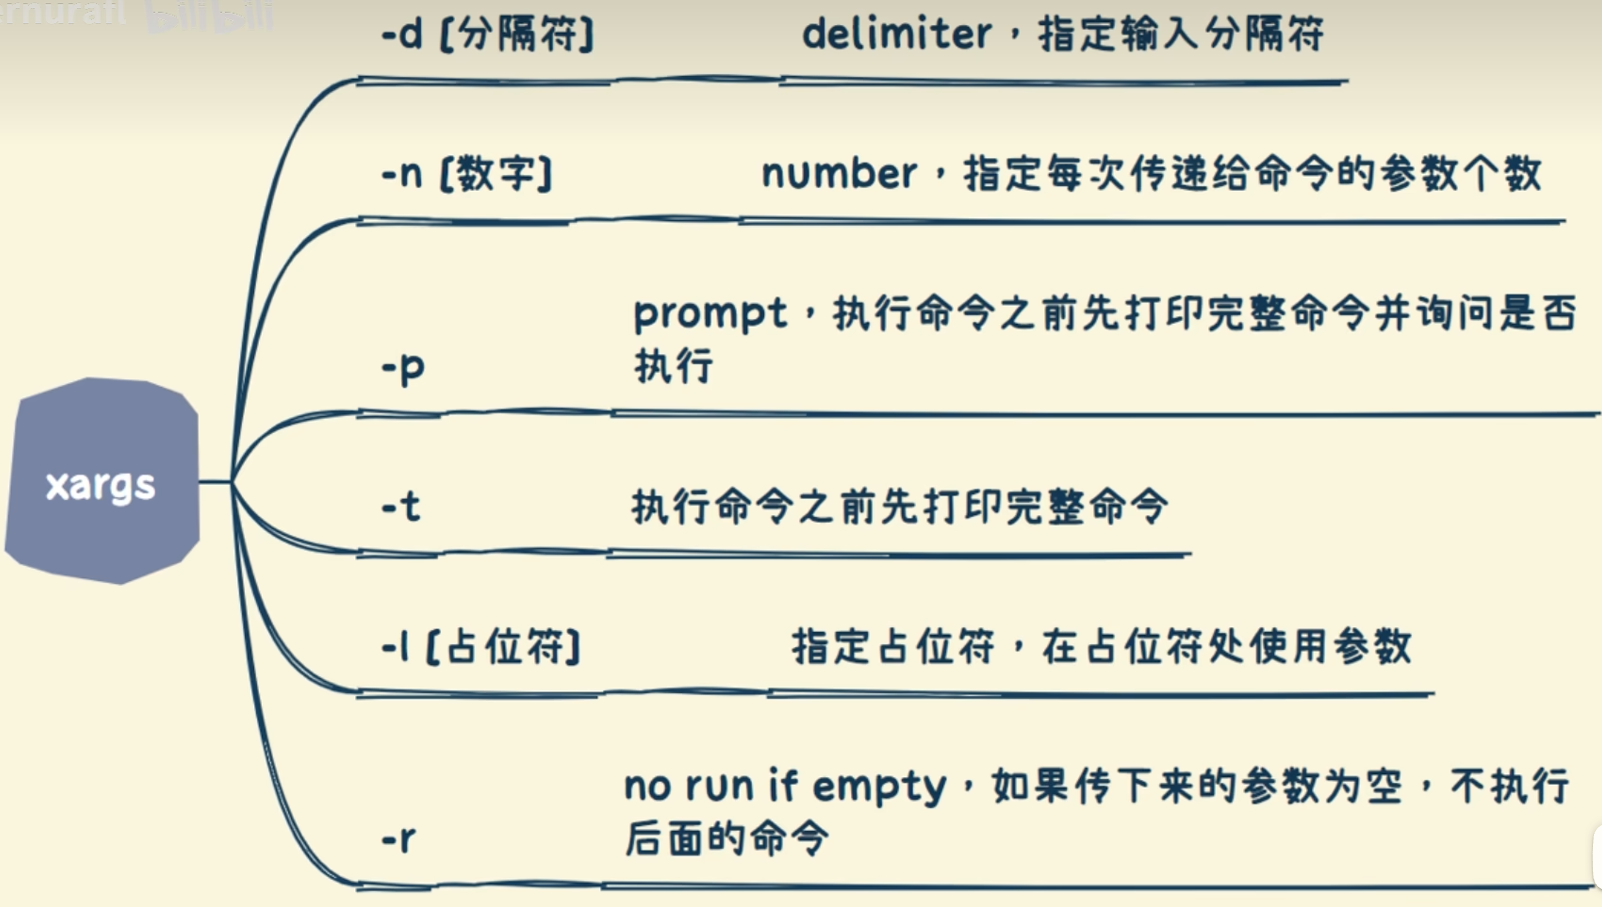 ernurafl bilibili
-d [分隔符] delimiter，指定输入分隔符
-n [数字] number，指定每次传递给命令的参数个数
prompt，执行命令之前先打印完整命令并询问是否
-p 执行
xargs
-t 执行命令之前先打印完整命令
-l [占位符] 指定占位符，在占位符处使用参数
no run if empty，如果传下来的参数为空，不执行
-r 后面的命令